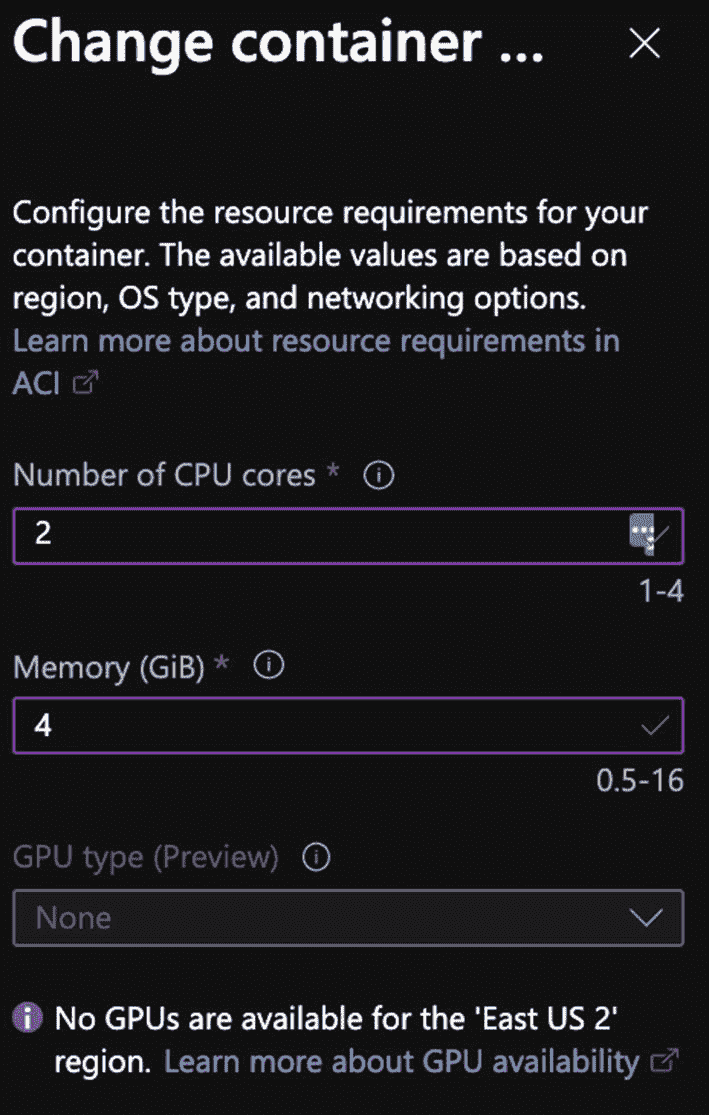 Change container ...
Configure the resource requirements for your
container. The available values are based on
region, OS type, and networking options.
Learn more about resource requirements in
ACI
Number of CPU cores *
2
1-4
Memory (GiB) *
4
0.5-16
GPU type (Preview)
None
No GPUs are available for the 'East US 2'
region. Learn more about GPU availability